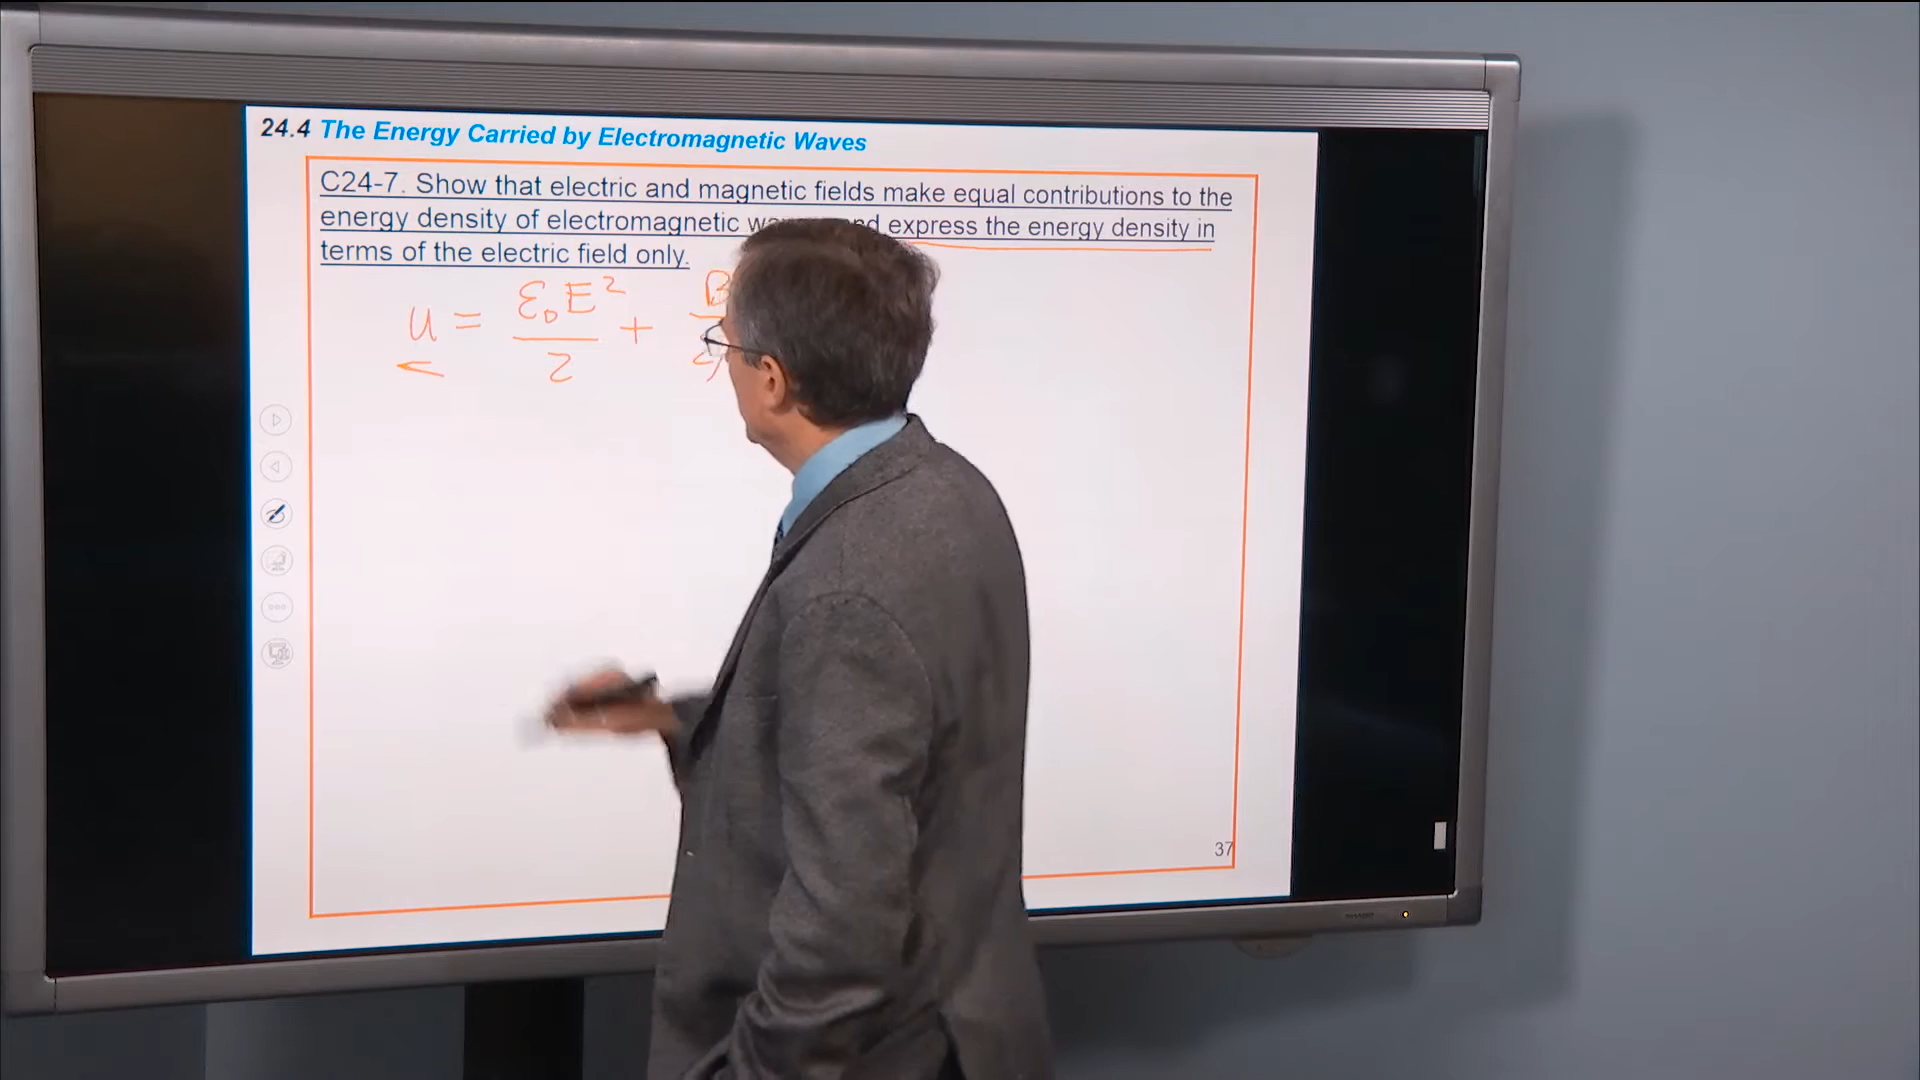 24.4 The Energy Carried by Electromagnetic Waves
C24-7. Show that electric and magnetic fields make equal contributions to the
energy density of electromagnetic express the energy density in
terms of the electric field only.
u = ε₀E² / 2 + B
37